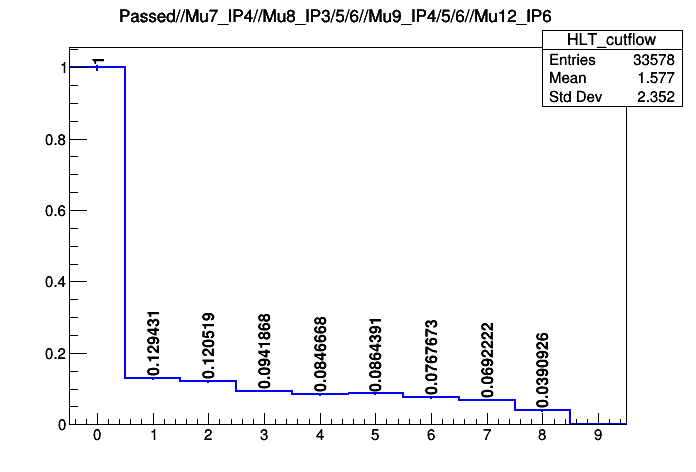 Passed//Mu7_IP4//Mu8_IP3/5/6//Mu9_IP4/5/6//Mu12_IP6
HLT_cutflow
Entries 33578
Mean 1.577
Std Dev 2.352
1
0.8
0.6
0.4
0.2
0
1
0.129431
0.120519
0.0941868
0.0846668
0.0864391
0.0767673
0.0692222
0.0390926
0 1 2 3 4 5 6 7 8 9